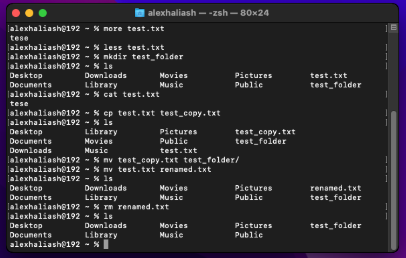 alexhaliash — -zsh — 80×24
alexhaliash@192 ~ % more test.txt
tese
alexhaliash@192 ~ % less test.txt
alexhaliash@192 ~ % mkdir test_folder
alexhaliash@192 ~ % ls
Desktop Downloads Movies Pictures test.txt
Documents Library Music Public test_folder
alexhaliash@192 ~ % cat test.txt
tese
alexhaliash@192 ~ % cp test.txt test_copy.txt
alexhaliash@192 ~ % ls
Desktop Library Pictures test_copy.txt
Documents Movies Public test_folder
Downloads Music test.txt
alexhaliash@192 ~ % mv test_copy.txt test_folder/
alexhaliash@192 ~ % mv test.txt renamed.txt
alexhaliash@192 ~ % ls
Desktop Downloads Movies Pictures renamed.txt
Documents Library Music Public test_folder
alexhaliash@192 ~ % rm renamed.txt
alexhaliash@192 ~ % ls
Desktop Downloads Movies Pictures test_folder
Documents Library Music Public
alexhaliash@192 ~ %